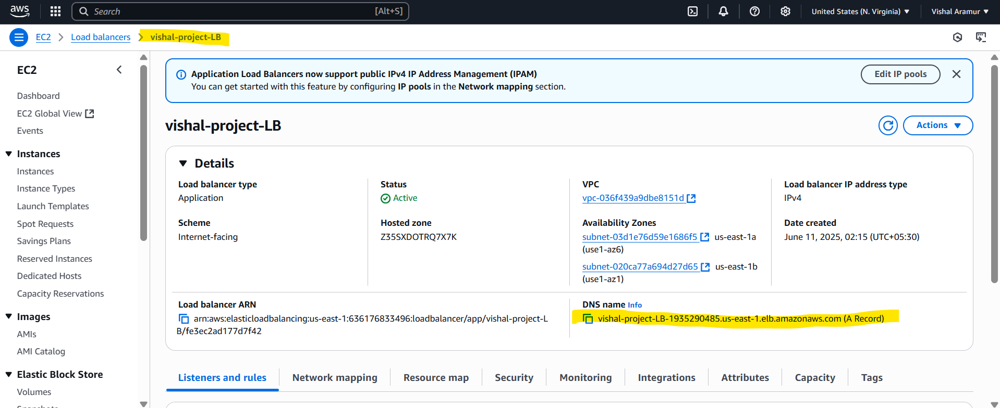 aws
Search [Alt+S]
United States (N. Virginia)
Vishal Aramur
EC2
Load balancers
vishal-project-LB
EC2
Dashboard
EC2 Global View
Events
Instances
Instances
Instance Types
Launch Templates
Spot Requests
Savings Plans
Reserved Instances
Dedicated Hosts
Capacity Reservations
Images
AMIs
AMI Catalog
Elastic Block Store
Volumes
Application Load Balancers now support public IPv4 IP Address Management (IPAM)
You can get started with this feature by configuring IP pools in the Network mapping section.
Edit IP pools
vishal-project-LB
Actions
Details
Load balancer type
Application
Status
Active
VPC
vpc-036f439a9dbe8151d
Load balancer IP address type
IPv4
Scheme
Internet-facing
Hosted zone
Z35SXDOTRQ7X7K
Availability Zones
subnet-03d1e76d59e1686f5 us-east-1a
(use1-az6)
subnet-020ca77a694d27d65 us-east-1b
(use1-az1)
Date created
June 11, 2025, 02:15 (UTC+05:30)
Load balancer ARN
arn:aws:elasticloadbalancing:us-east-1:636176833496:loadbalancer/app/vishal-project-L
B/fe3ec2ad177d7f42
DNS name Info
vishal-project-LB-1935290485.us-east-1.elb.amazonaws.com (A Record)
Listeners and rules
Network mapping
Resource map
Security
Monitoring
Integrations
Attributes
Capacity
Tags